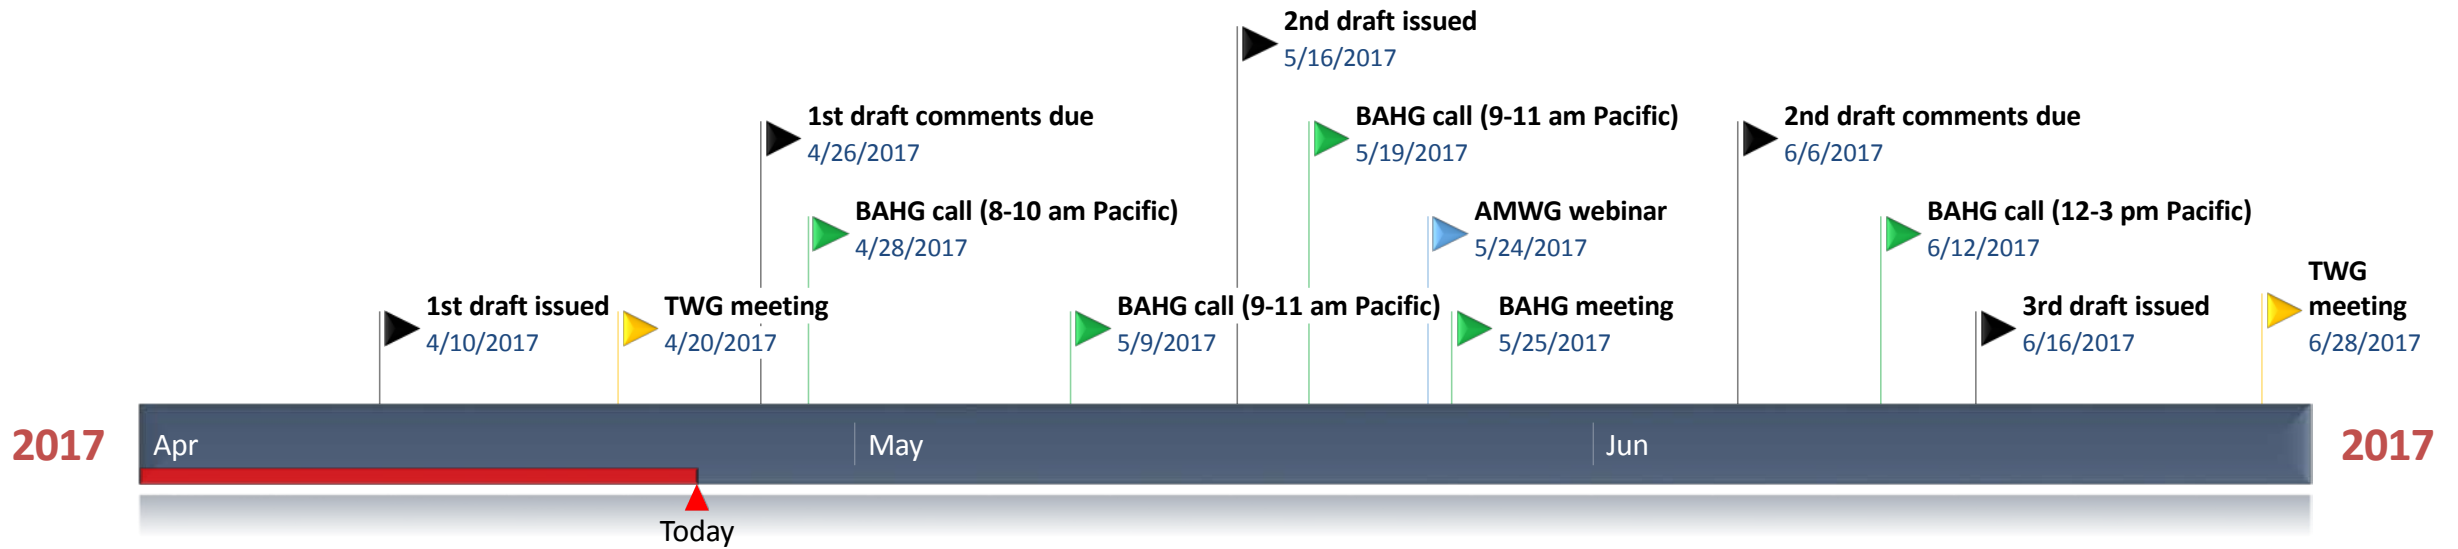 2nd draft issued
5/16/2017
1st draft comments due
4/26/2017
BAHG call (9-11 am Pacific)
5/19/2017
2nd draft comments due
6/6/2017
BAHG call (8-10 am Pacific)
4/28/2017
AMWG webinar
5/24/2017
BAHG call (12-3 pm Pacific)
6/12/2017
1st draft issued
4/10/2017
TWG meeting
4/20/2017
BAHG call (9-11 am Pacific)
5/9/2017
BAHG meeting
5/25/2017
3rd draft issued
6/16/2017
TWG
meeting
6/28/2017
2017
Apr
May
Jun
2017
Today